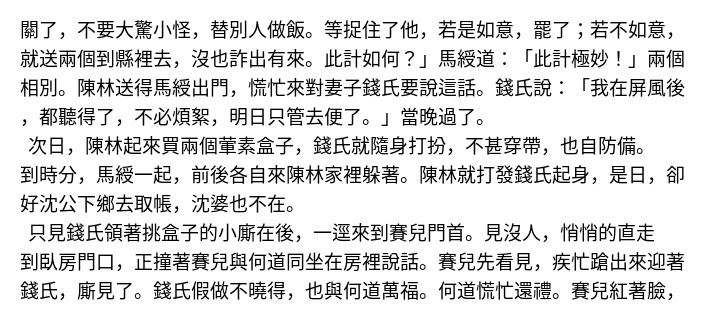 關了，不要大驚小怪，替別人做飯。等捉住了他，若是如意，罷了；若不如意，
就送兩個到縣裡去，沒也詐出有來。此計如何？」馬綬道：「此計極妙！」兩個
相別。陳林送得馬綬出門，慌忙來對妻子錢氏要說這話。錢氏說：「我在屏風後
，都聽得了，不必煩絮，明日只管去便了。」當晚過了。
次日，陳林起來買兩個葷素盒子，錢氏就隨身打扮，不甚穿帶，也自防備。
到時分，馬綬一起，前後各自來陳林家裡躲著。陳林就打發錢氏起身，是日，卻
好沈公下鄉去取帳，沈婆也不在。
只見錢氏領著挑盒子的小廝在後，一逕來到賽兒門首。見沒人，悄悄的直走
到臥房門口，正撞著賽兒與何道同坐在房裡說話。賽兒先看見，疾忙蹌出來迎著
錢氏，廝見了。錢氏假做不曉得，也與何道萬福。何道慌忙還禮。賽兒紅著臉，